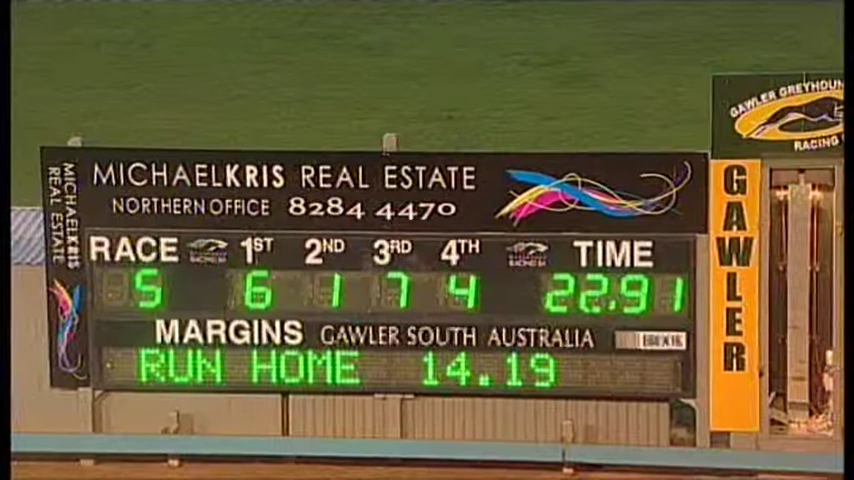 GAWLER GREYHOUN
RACING
MICHAELKRIS REAL ESTATE
NORTHERN OFFICE 8284 4470
MICHAELKRIS
REAL ESTATE
RACE 1ST 2ND 3RD 4TH TIME
5 6 1 7 4 22.91
MARGINS GAWLER SOUTH AUSTRALIA
RUN HOME 14.19
GAWLER